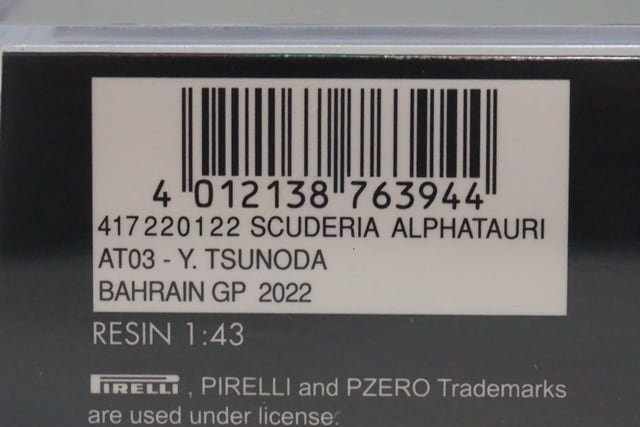 4 012138 763944
417220122 SCUDERIA ALPHATAURI
AT03 - Y. TSUNODA
BAHRAIN GP 2022
RESIN 1:43
PIRELLI , PIRELLI and PZERO Trademarks
are used under license.